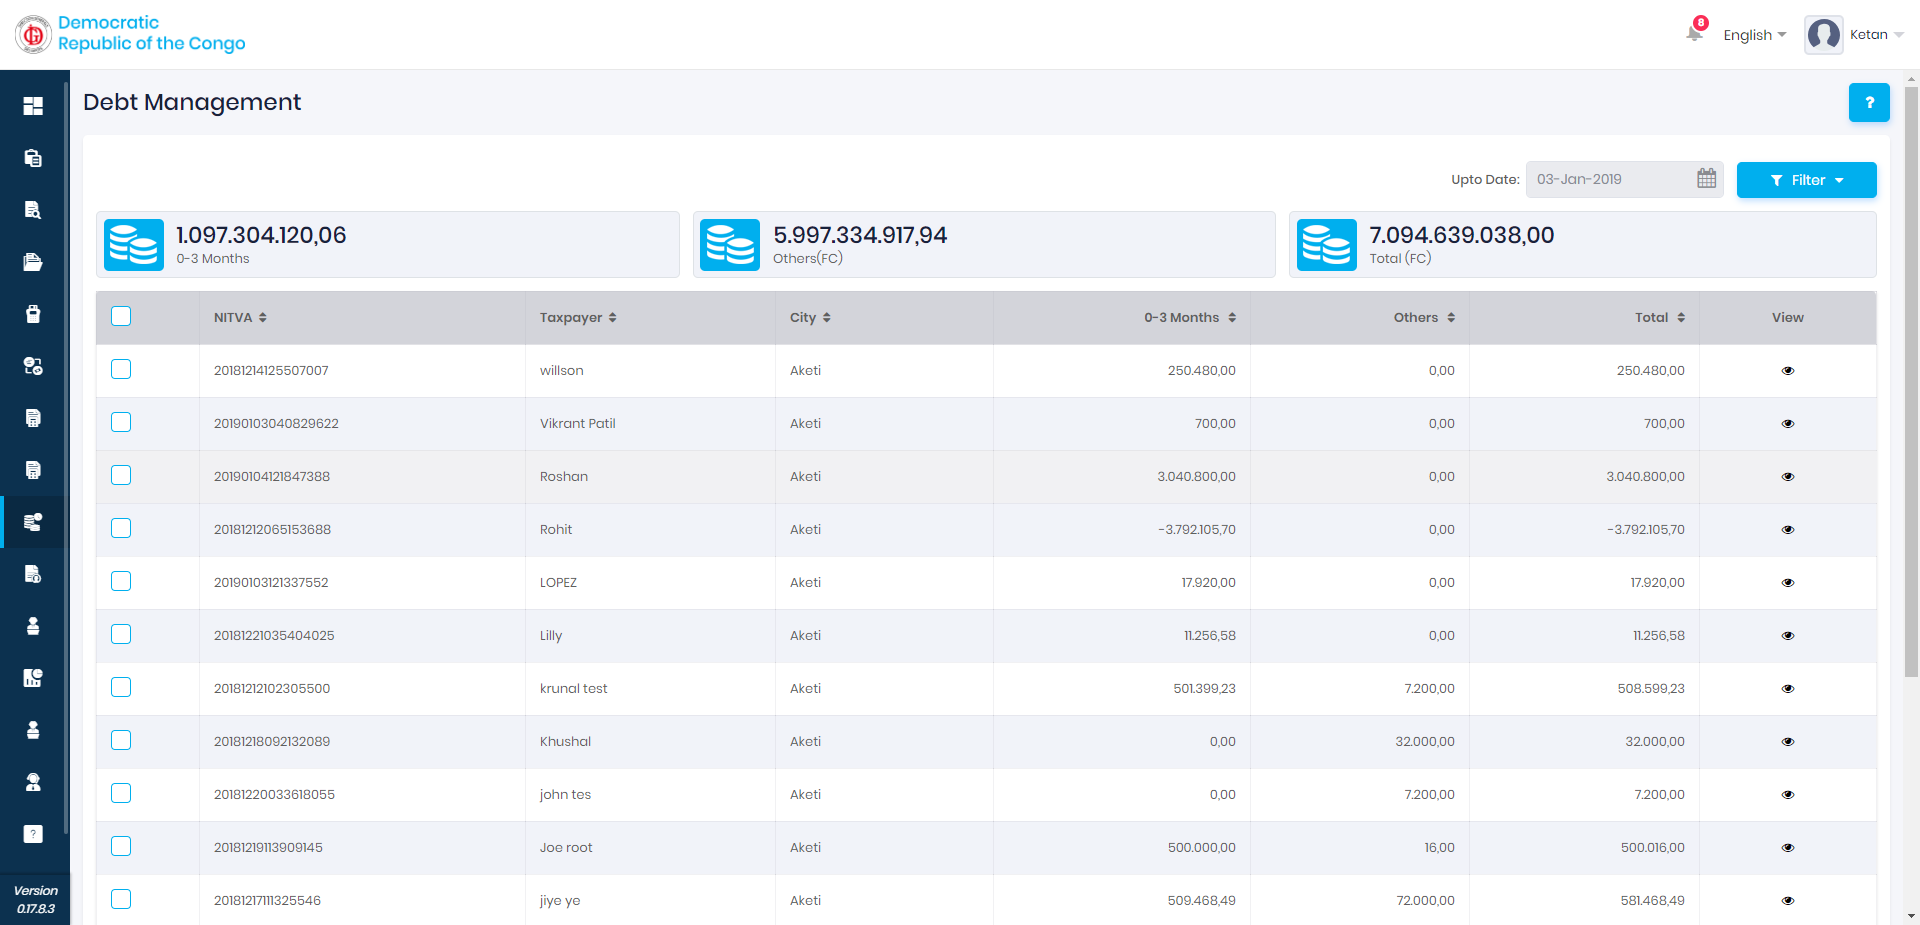 Democratic
Republic of the Congo
8
English
Ketan
Debt Management
?
Upto Date:
03-Jan-2019
Filter
1.097.304.120,06
0-3 Months
5.997.334.917,94
Others(FC)
7.094.639.038,00
Total (FC)
NITVA Taxpayer City 0-3 Months Others Total View
20181214125507007 willson Aketi 250.480,00 0,00 250.480,00
20190103040829622 Vikrant Patil Aketi 700,00 0,00 700,00
20190104121847388 Roshan Aketi 3.040.800,00 0,00 3.040.800,00
20181212065153688 Rohit Aketi -3.792.105,70 0,00 -3.792.105,70
20190103121337552 LOPEZ Aketi 17.920,00 0,00 17.920,00
20181221035404025 Lilly Aketi 11.256,58 0,00 11.256,58
20181212102305500 krunal test Aketi 501.399,23 7.200,00 508.599,23
20181218092132089 Khushal Aketi 0,00 32.000,00 32.000,00
20181220033618055 john tes Aketi 0,00 7.200,00 7.200,00
20181219113909145 Joe root Aketi 500.000,00 16,00 500.016,00
20181217111325546 jiye ye Aketi 509.468,49 72.000,00 581.468,49
?
Version
0.17.8.3